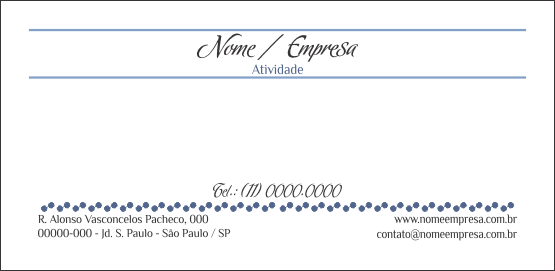 Nome / Empresa
Atividade
Tel.: (11) 0000.0000
R. Alonso Vasconcelos Pacheco, 000
00000-000 - Jd. S. Paulo - São Paulo / SP
www.nomeempresa.com.br
contato@nomeempresa.com.br